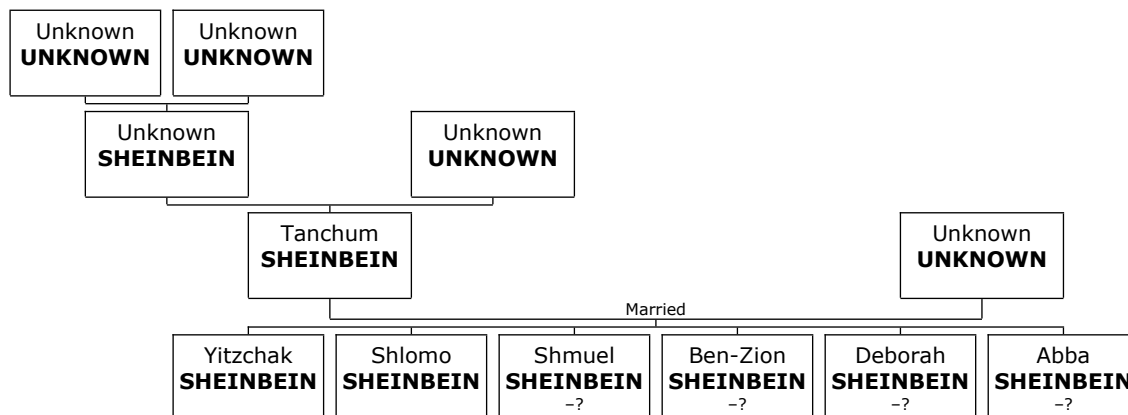 Unknown
UNKNOWN
Unknown
UNKNOWN
Unknown
SHEINBEIN
Unknown
UNKNOWN
Tanchum
SHEINBEIN
Unknown
UNKNOWN
Married
Yitzchak
SHEINBEIN
Shlomo
SHEINBEIN
Shmuel
SHEINBEIN
–?
Ben-Zion
SHEINBEIN
–?
Deborah
SHEINBEIN
–?
Abba
SHEINBEIN
–?